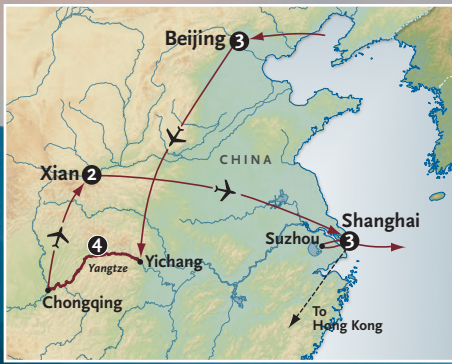 Beijing 3
CHINA
Xian 2
Shanghai
3
Suzhou
4
Yangtze
Yichang
Chongqing
To
Hong Kong